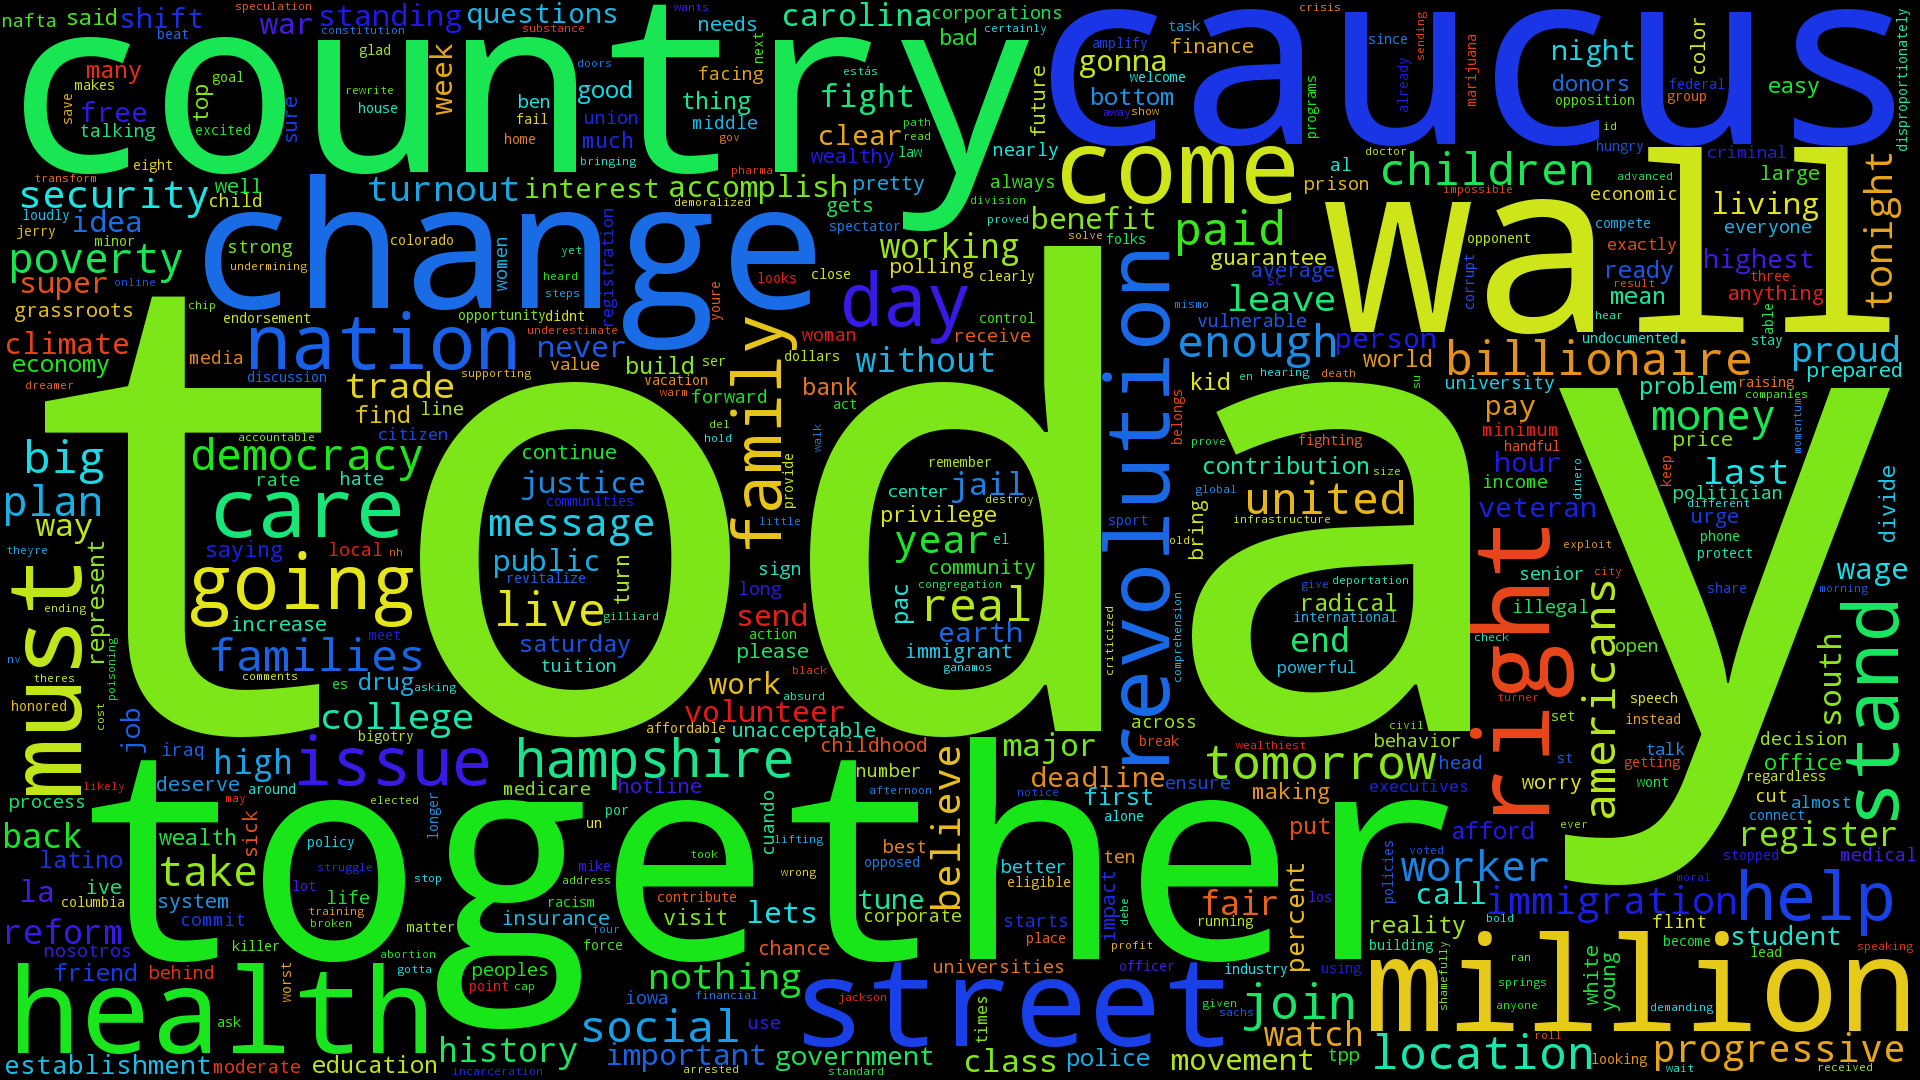 nafta said shift speculation beat war standing constitution questions substance needs wants carolina corporations bad certainly
crisis task since sending marijuana night color disproportionately
country
caucus
many makes save free talking top goal excited sure glad rewrite house week doors ben fail home good union much bringing
facing thing middle next gov pharma estás fight clear wealthy path read law nearly future
amplify finance gonna welcome bottom away show programs already donors opposition federal group easy id hungry
eight transform security well child loudly idea jerry minor
turnout interest accomplish demoralized pretty always gets spectator division proved
come
al prison doctor children impossible criminal advanced economic large living everyone compete tonight
change
wall
poverty strong undermining super online grassroots chip endorsement colorado women yet heard steps registration opportunity didnt underestimate youre
looks close working polling clearly day control receive woman
benefit solve folks paid guarantee average sc leave mismo vulnerable
opponent corrupt exactly ready result mean hear highest three anything undocumented stay able
nation
climate economy dreamer media discussion never value build supporting ser vacation warm forward trade find line citizen
dollars without bank act family del hold walk provide little
enough person world kid en hearing death su billionaire university problem raising companies proud prepared
today
revolution
big plan way theyre democracy accountable rate hate care saying local nh going increase families comments
continue justice communities message public revitalize live turn gilliard saturday tuition
remember center jail destroy privilege year el community congregation pac real earth immigrant ganamos
belongs prove fighting contribution size global sport united infrastructure bring old
pay minimum handful hour income veteran money price keep dinero last politician different urge phone protect momentum divide
must ending represent poisoning nv theres honored cost job
sign long send action please black absurd work volunteer affordable unacceptable
criticized comprehension give deportation radical international end powerful
right exploit senior city illegal check share morning wage stand
es drug asking meet college bigotry iraq high deserve around issue hampshire childhood
across break major civil wealthiest behavior tomorrow turner set st worry americans open south speech instead decision talk getting office regardless wont
likely process back wealth may sick elected longer medicare hotline number por un cuando afternoon believe
deadline notice first alone ensure making executives head afford ever cut almost connect register stopped medical
together
latino la ive columbia take system commit policy struggle lot life training broken stop
mike address racism contribute took visit lifting wrong lets best opposed tune corporate
better eligible starts place impact ten debe fair running put percent los
policies voted worker call immigration moral reality bold help flint become student building
reform nosotros friend behind killer worst matter abortion gotta insurance four force chance
health
peoples point cap nothing universities officer profit industry using
million
street
shamefully ran springs anyone white young lead demanding speaking
establishment moderate ask education history incarceration iowa financial social use important arrested
jackson government standard times class police given sachs join movement watch tpp
roll location looking wait progressive received